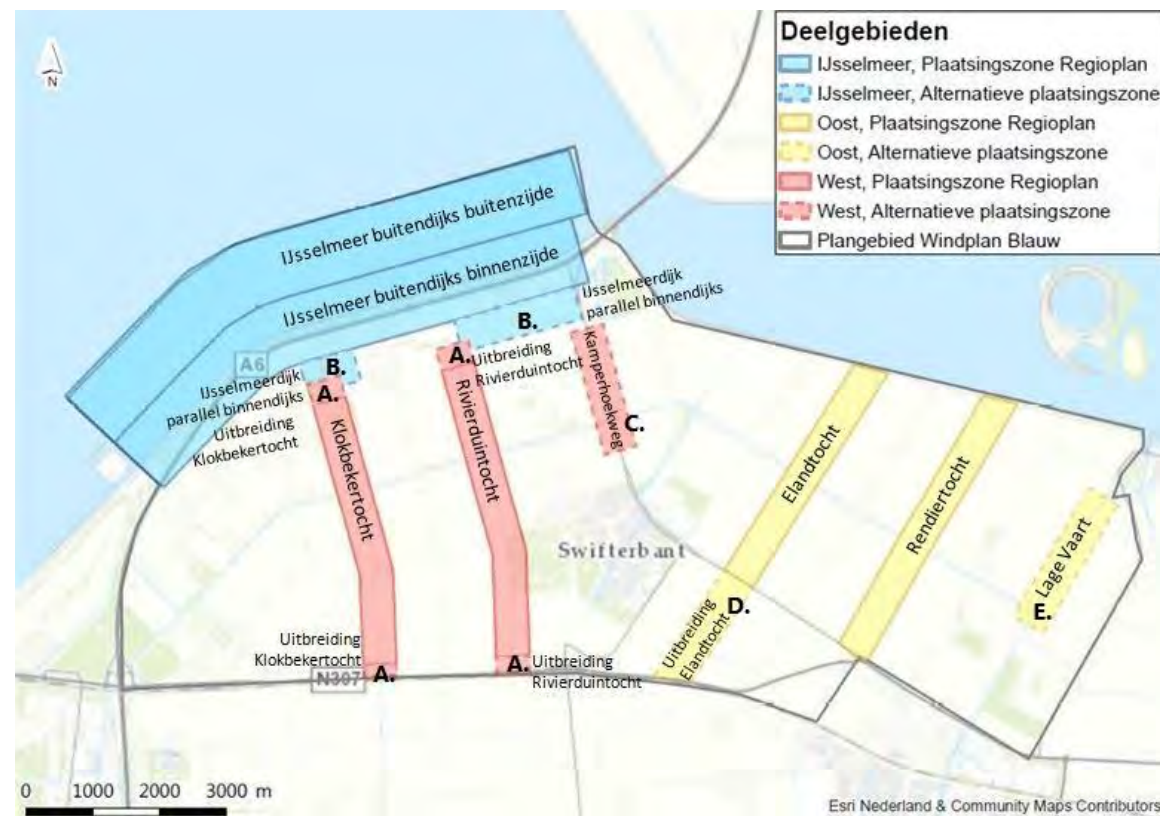 Deelgebieden
IJsselmeer, Plaatsingszone Regioplan
IJsselmeer, Alternatieve plaatsingszone
Oost, Plaatsingszone Regioplan
Oost, Alternatieve plaatsingszone
West, Plaatsingszone Regioplan
West, Alternatieve plaatsingszone
Plangebied Windplan Blauw
N
IJsselmeer buitendijks buitenzijde
IJsselmeer buitendijks binnenzijde
IJsselmeerdijk
parallel binnendijks
B.
A6
B.
A.
Uitbreiding
Rivierduintocht
IJsselmeerdijk
parallel binnendijks
A.
Uitbreiding
Klokbekertocht
Klokbekertocht
Rivierduintocht
Kamperhoekweg
C.
Elandtocht
Rendiertocht
Lage Vaart
E.
Swifterbant
D.
Uitbreiding
Elandtocht
Uitbreiding
Klokbekertocht
A.
A.
Uitbreiding
Rivierduintocht
N307
0 1000 2000 3000 m
Esri Nederland & Community Maps Contributors